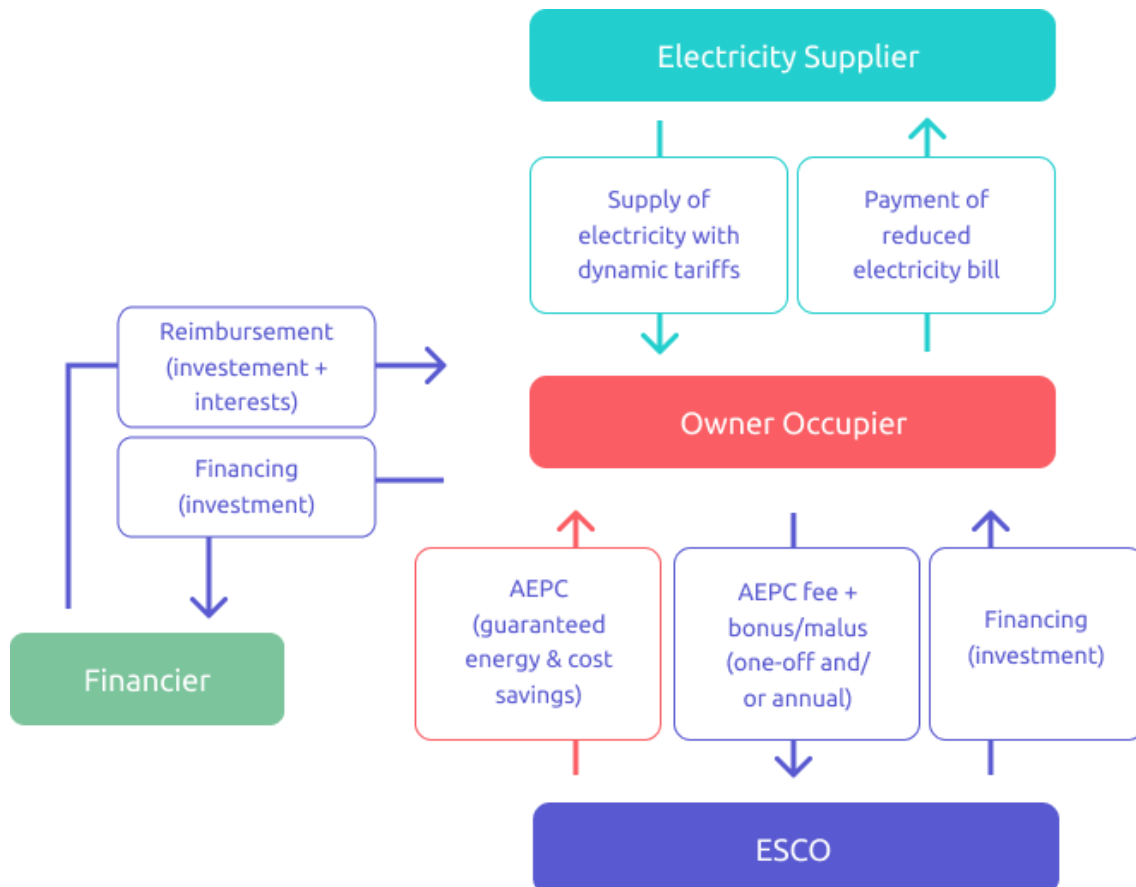 Electricity Supplier
Supply of
electricity with
dynamic tariffs
Payment of
reduced
electricity bill
Reimbursement
(investement +
interests)
Financing
(investment)
Owner Occupier
AEPC
(guaranteed
energy & cost
savings)
AEPC fee +
bonus/malus
(one-off and/
or annual)
Financing
(investment)
Financier
ESCO